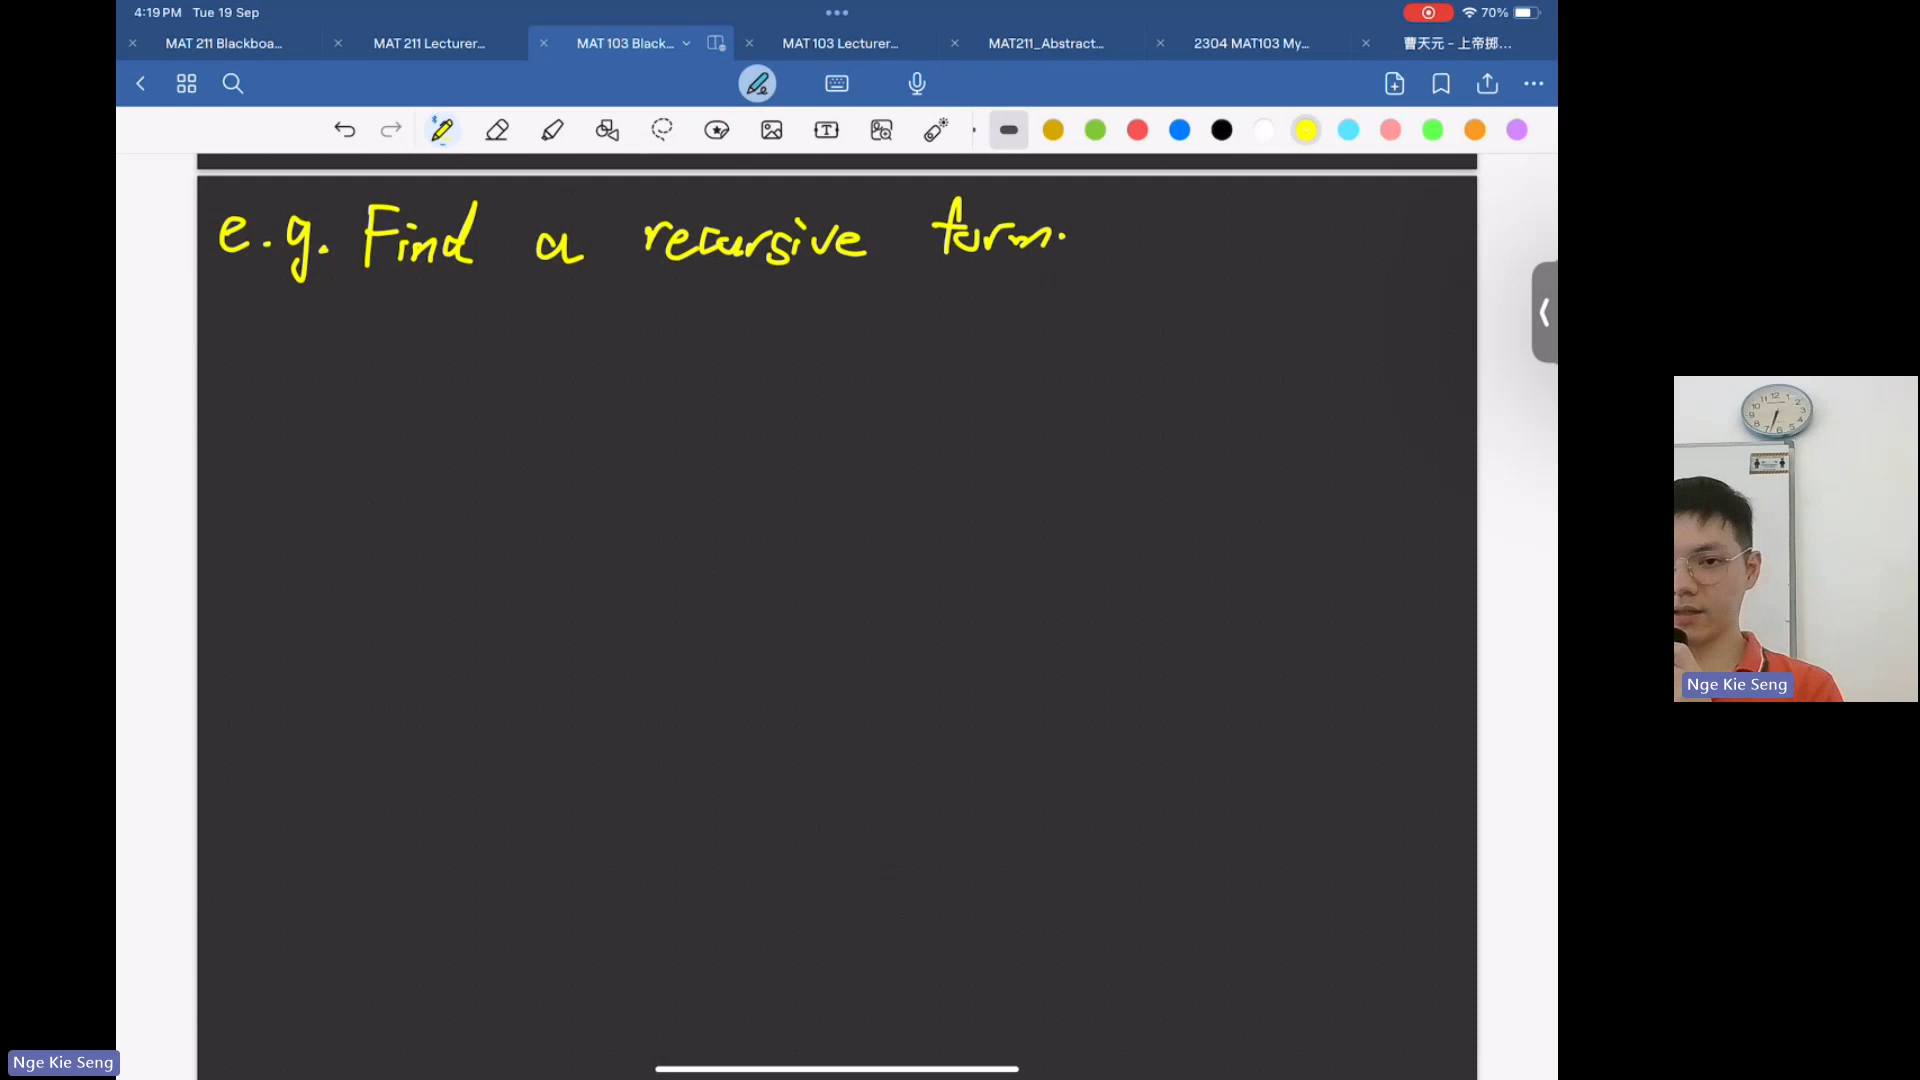 4:19 PM Tue 19 Sep
70%
MAT 211 Blackboa...
MAT 211 Lecturer...
MAT 103 Black...
MAT 103 Lecturer...
MAT211_Abstract...
2304 MAT103 My...
曹天元 - 上帝掷...
e.g. Find a recursive form.
Nge Kie Seng
Nge Kie Seng